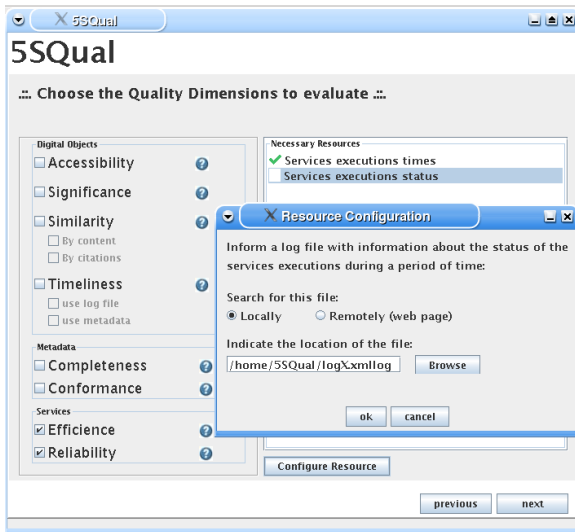 5SQual
5SQual
.::. Choose the Quality Dimensions to evaluate .::.
Digital Objects
Accessibility
Significance
Similarity
By content
By citations
Timeliness
use log file
use metadata
Metadata
Completeness
Conformance
Services
Efficience
Reliability
Necessary Resources
Services executions times
Services executions status
Resource Configuration
Inform a log file with information about the status of the
services executions during a period of time:
Search for this file:
Locally Remotely (web page)
Indicate the location of the file:
/home/5SQual/logX.xmllog Browse
ok cancel
Configure Resource
previous next